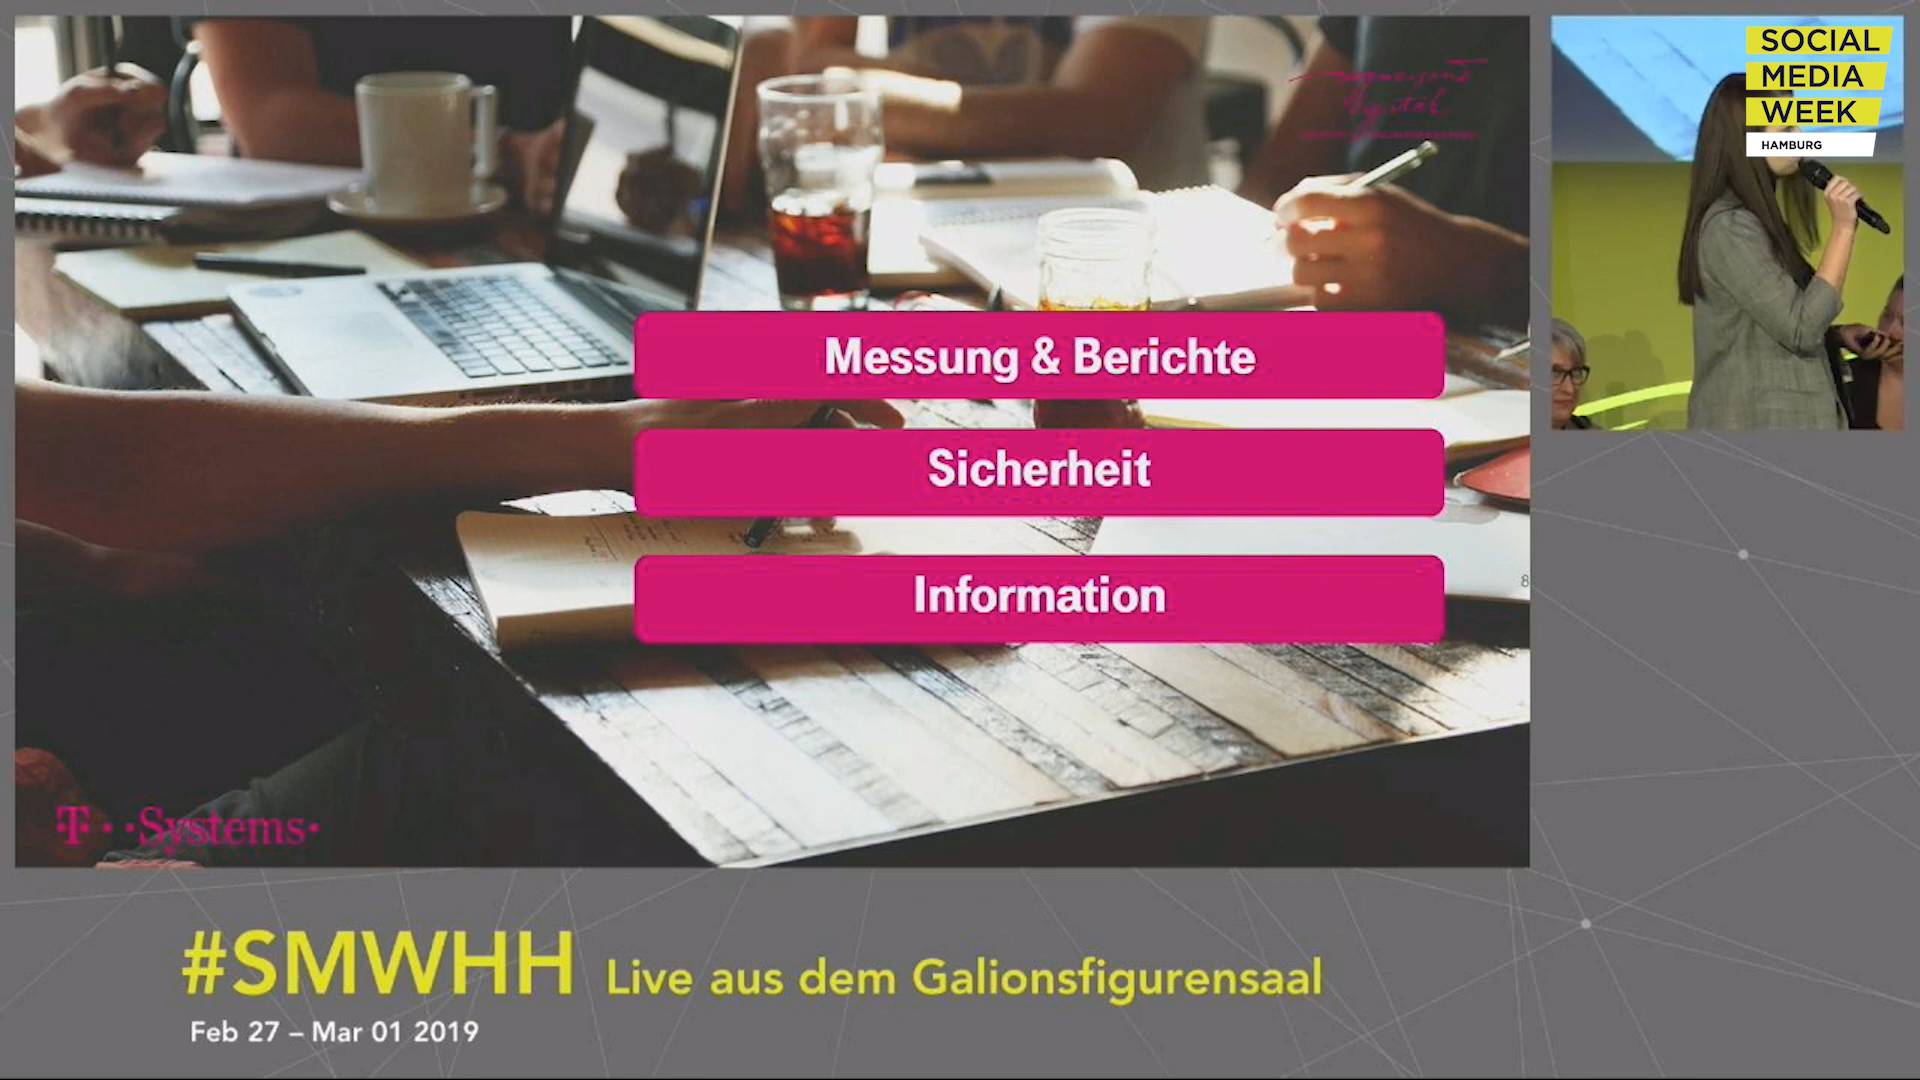 SOCIAL
MEDIA
WEEK
HAMBURG
Messung & Berichte
Sicherheit
Information
8
T··Systems·
#SMWHH Live aus dem Galionsfigurensaal
Feb 27 – Mar 01 2019